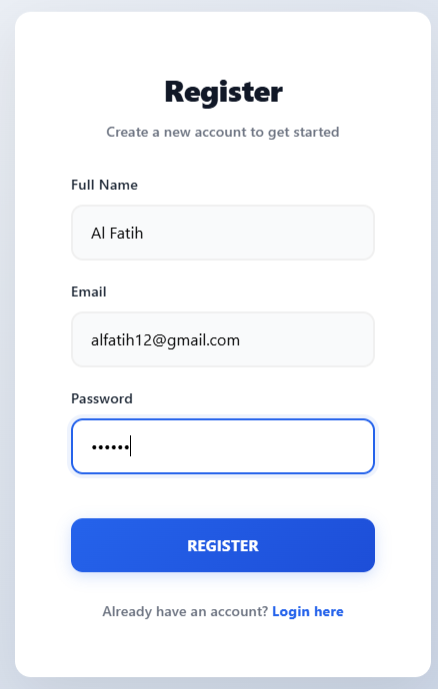 Register
Create a new account to get started
Full Name
Al Fatih
Email
alfatih12@gmail.com
Password
••••••
REGISTER
Already have an account? Login here